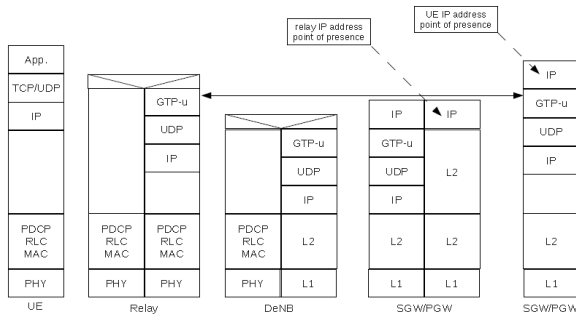 relay IP address
point of presence
UE IP address
point of presence
App.
TCP/UDP
IP
PDCP
RLC
MAC
PHY
UE
PDCP
RLC
MAC
PHY
GTP-u
UDP
IP
PDCP
RLC
MAC
PHY
Relay
PDCP
RLC
MAC
PHY
GTP-u
UDP
IP
L2
L1
DeNB
IP
GTP-u
UDP
IP
L2
L1
IP
L2
L2
L1
SGW/PGW
IP
GTP-u
UDP
IP
L2
L1
SGW/PGW